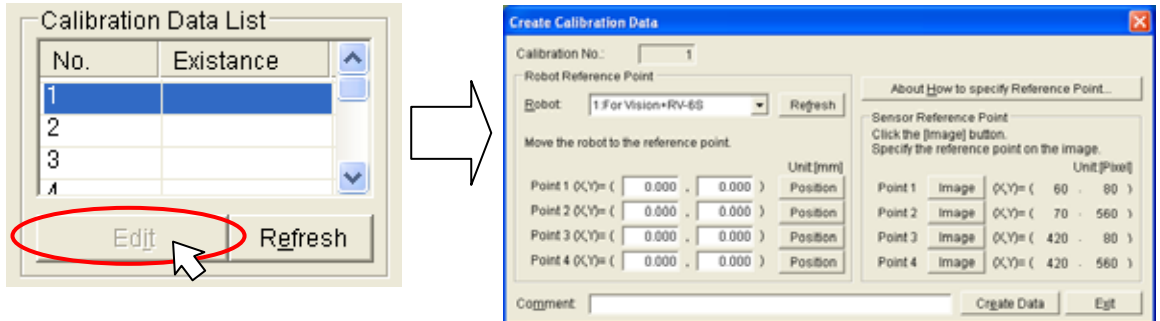 Calibration Data List
No. Existance
1
2
3
4
Edit Refresh
Create Calibration Data
Calibration No.: 1
Robot Reference Point
Robot: 1:For Vision+RV-6S Refresh
Move the robot to the reference point.
Unit:[mm]
Point 1 (X,Y)= ( 0.000 , 0.000 ) Position
Point 2 (X,Y)= ( 0.000 , 0.000 ) Position
Point 3 (X,Y)= ( 0.000 , 0.000 ) Position
Point 4 (X,Y)= ( 0.000 , 0.000 ) Position
About How to specify Reference Point...
Sensor Reference Point
Click the [Image] button.
Specify the reference point on the image.
Unit:[Pixel]
Point 1 Image (X,Y)= ( 60 , 80 )
Point 2 Image (X,Y)= ( 70 , 560 )
Point 3 Image (X,Y)= ( 420 , 80 )
Point 4 Image (X,Y)= ( 420 , 560 )
Comment: Create Data Exit